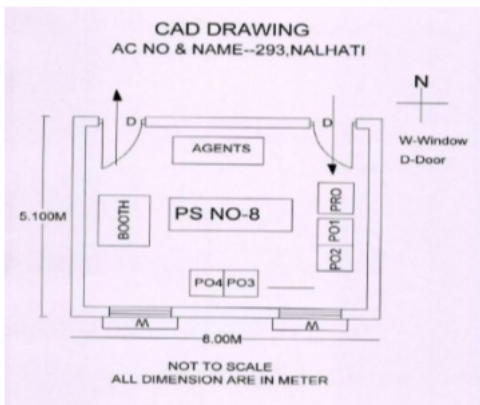 CAD DRAWING
AC NO & NAME--293,NALHATI
N
D
D
W-Window
D-Door
AGENTS
5.100M
BOOTH
PS NO-8
PRO
PO1
PO2
PO4
PO3
W
W
6.00M
NOT TO SCALE
ALL DIMENSION ARE IN METER